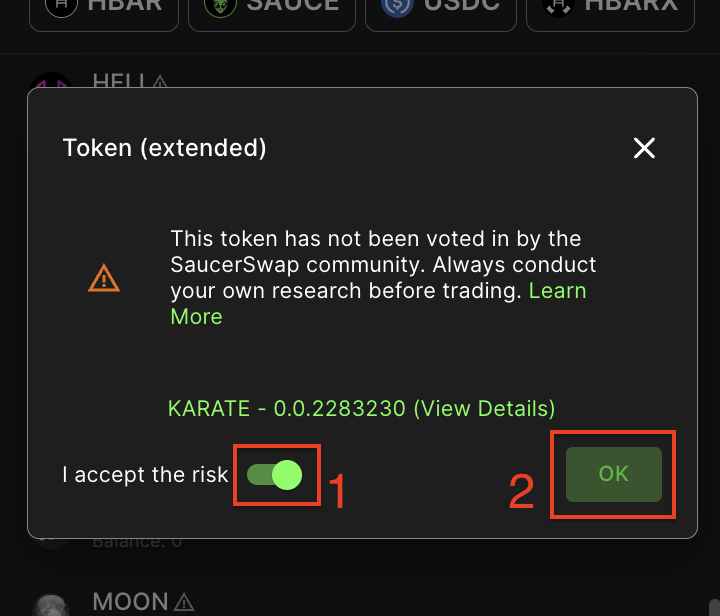 HBAR SAUCE USDC HBARX
HELI
Token (extended)
This token has not been voted in by the
SaucerSwap community. Always conduct
your own research before trading. Learn
More
KARATE - 0.0.2283230 (View Details)
I accept the risk 1 2 OK
Balance: 0
MOON